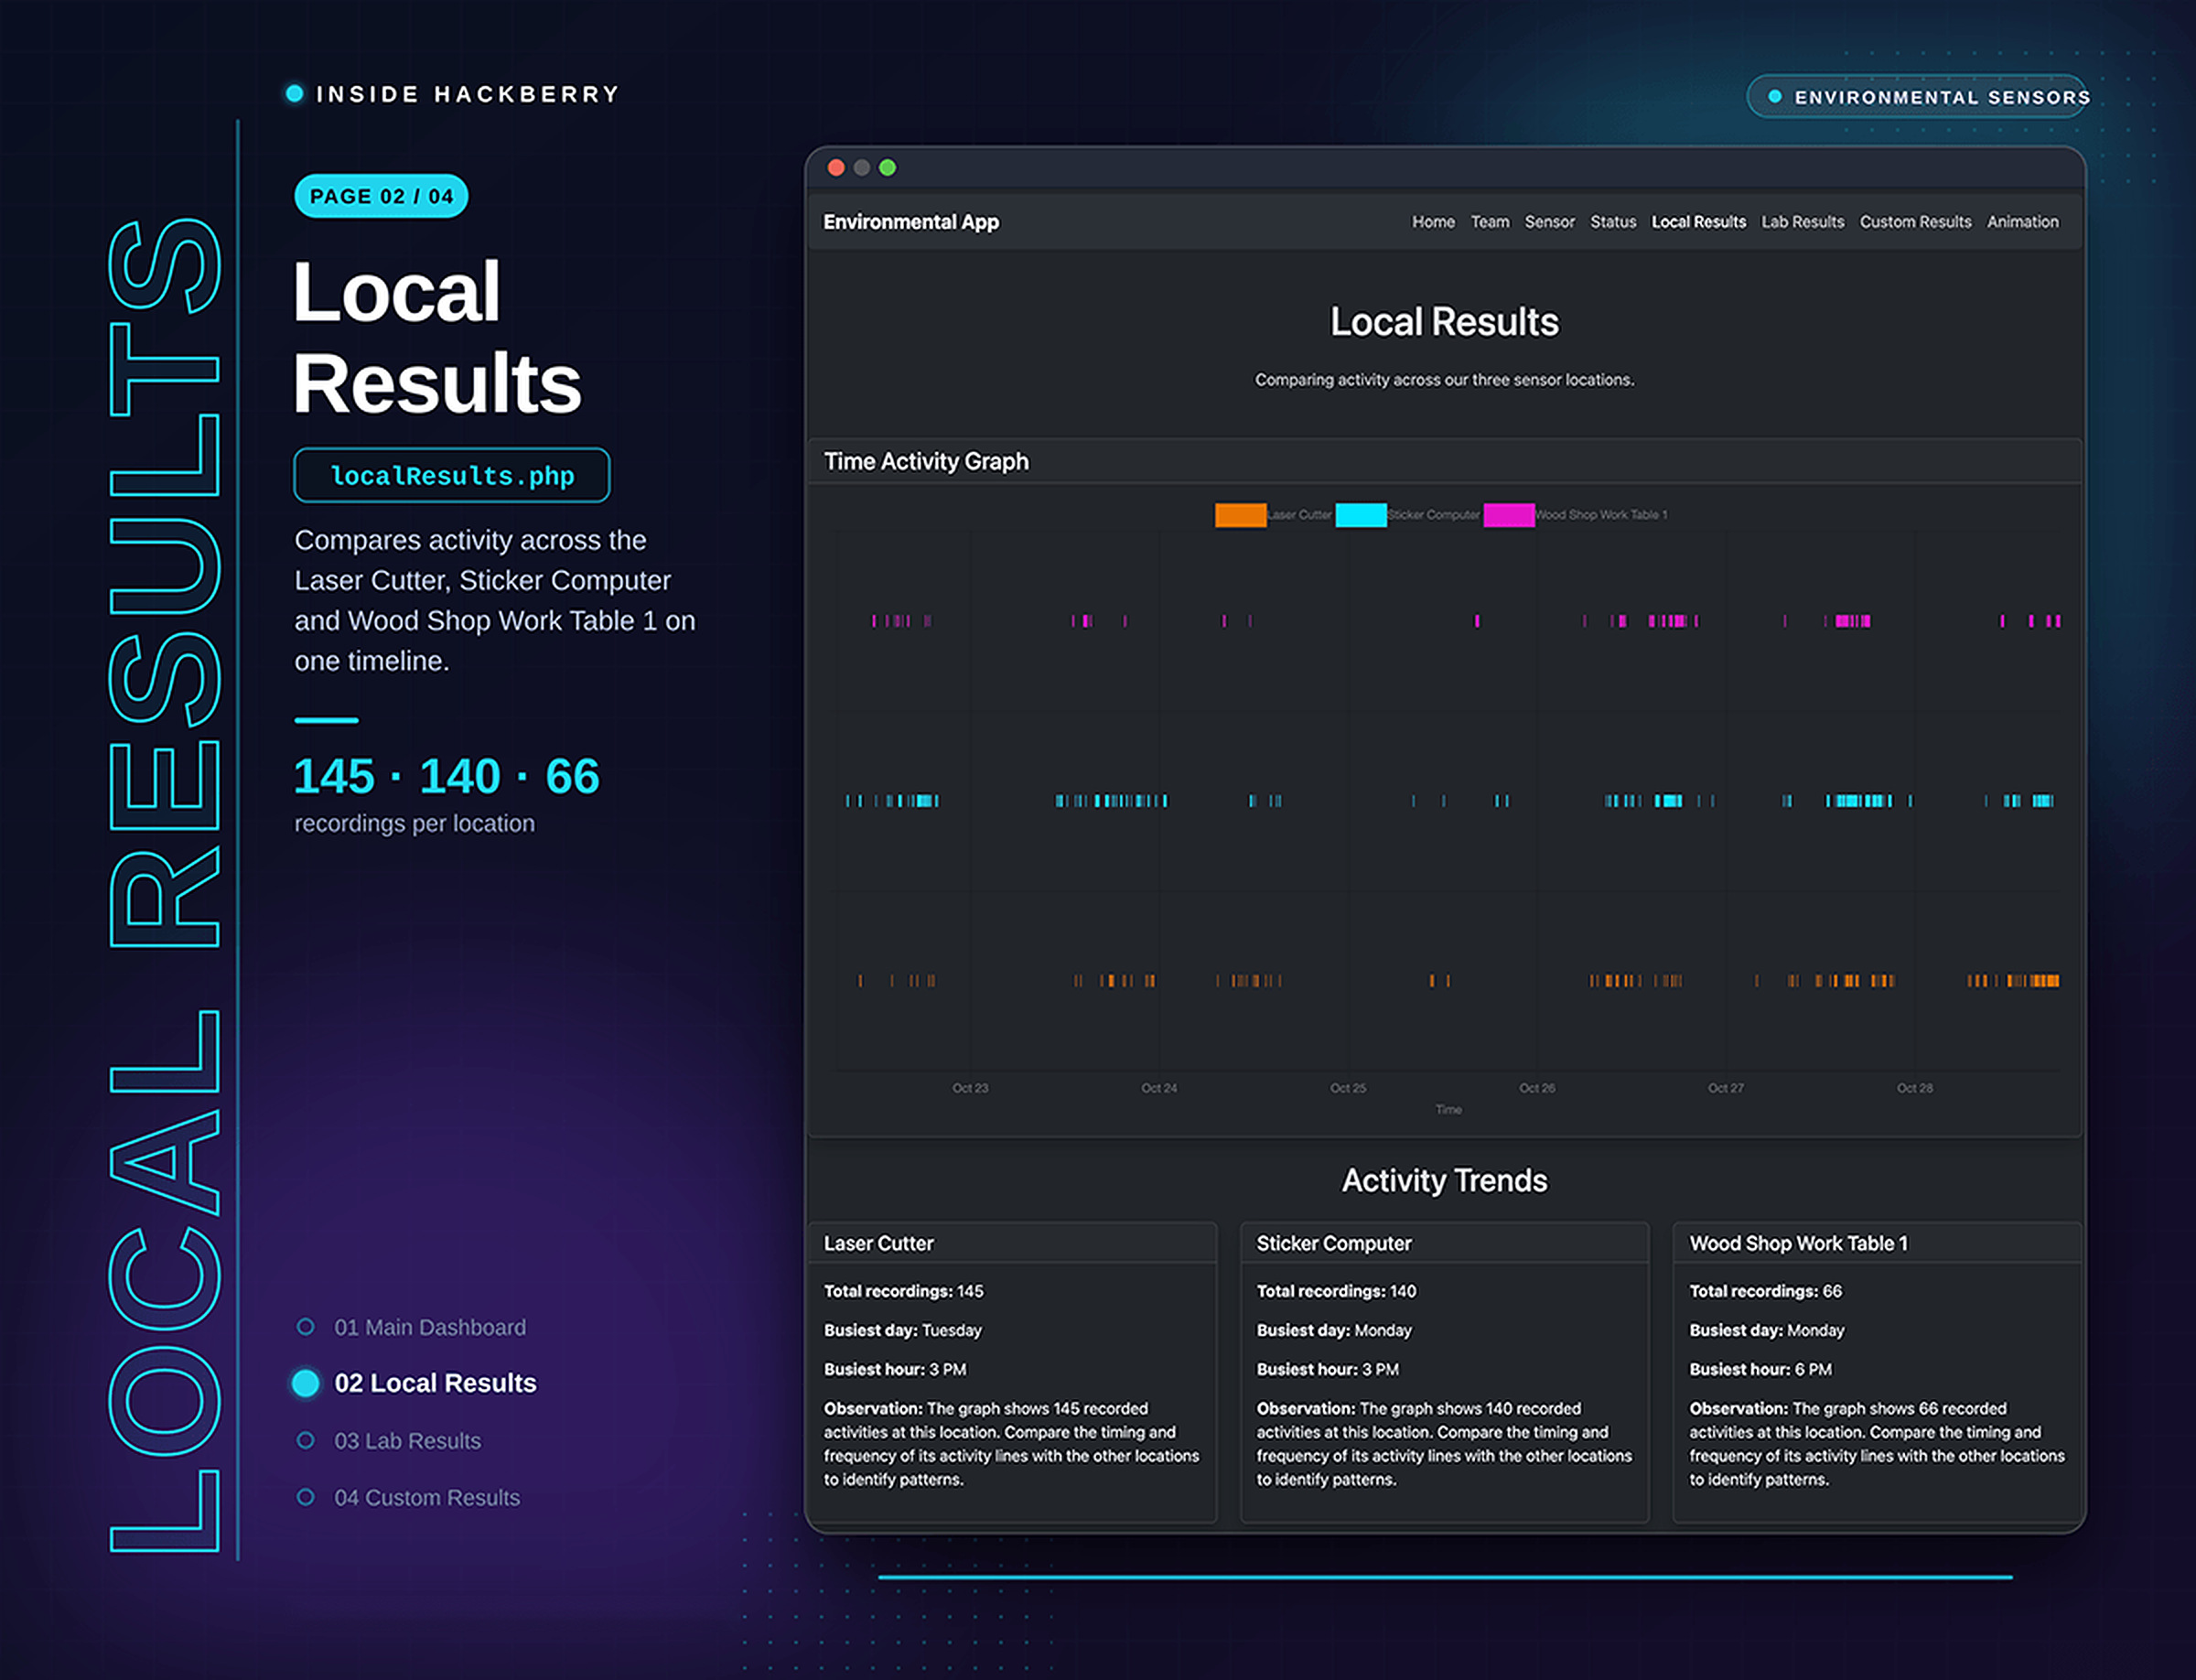 INSIDE HACKBERRY
ENVIRONMENTAL SENSORS
LOCAL RESULTS
PAGE 02 / 04
Local
Results
localResults.php
Compares activity across the
Laser Cutter, Sticker Computer
and Wood Shop Work Table 1 on
one timeline.
145 · 140 · 66
recordings per location
01 Main Dashboard
02 Local Results
03 Lab Results
04 Custom Results
Environmental App
Home Team Sensor Status Local Results Lab Results Custom Results Animation
Local Results
Comparing activity across our three sensor locations.
Time Activity Graph
Laser Cutter Sticker Computer Wood Shop Work Table 1
Oct 23 Oct 24 Oct 25 Oct 26 Oct 27 Oct 28
Time
Activity Trends
Laser Cutter
Total recordings: 145
Busiest day: Tuesday
Busiest hour: 3 PM
Observation: The graph shows 145 recorded
activities at this location. Compare the timing and
frequency of its activity lines with the other locations
to identify patterns.
Sticker Computer
Total recordings: 140
Busiest day: Monday
Busiest hour: 3 PM
Observation: The graph shows 140 recorded
activities at this location. Compare the timing and
frequency of its activity lines with the other locations
to identify patterns.
Wood Shop Work Table 1
Total recordings: 66
Busiest day: Monday
Busiest hour: 6 PM
Observation: The graph shows 66 recorded
activities at this location. Compare the timing and
frequency of its activity lines with the other locations
to identify patterns.